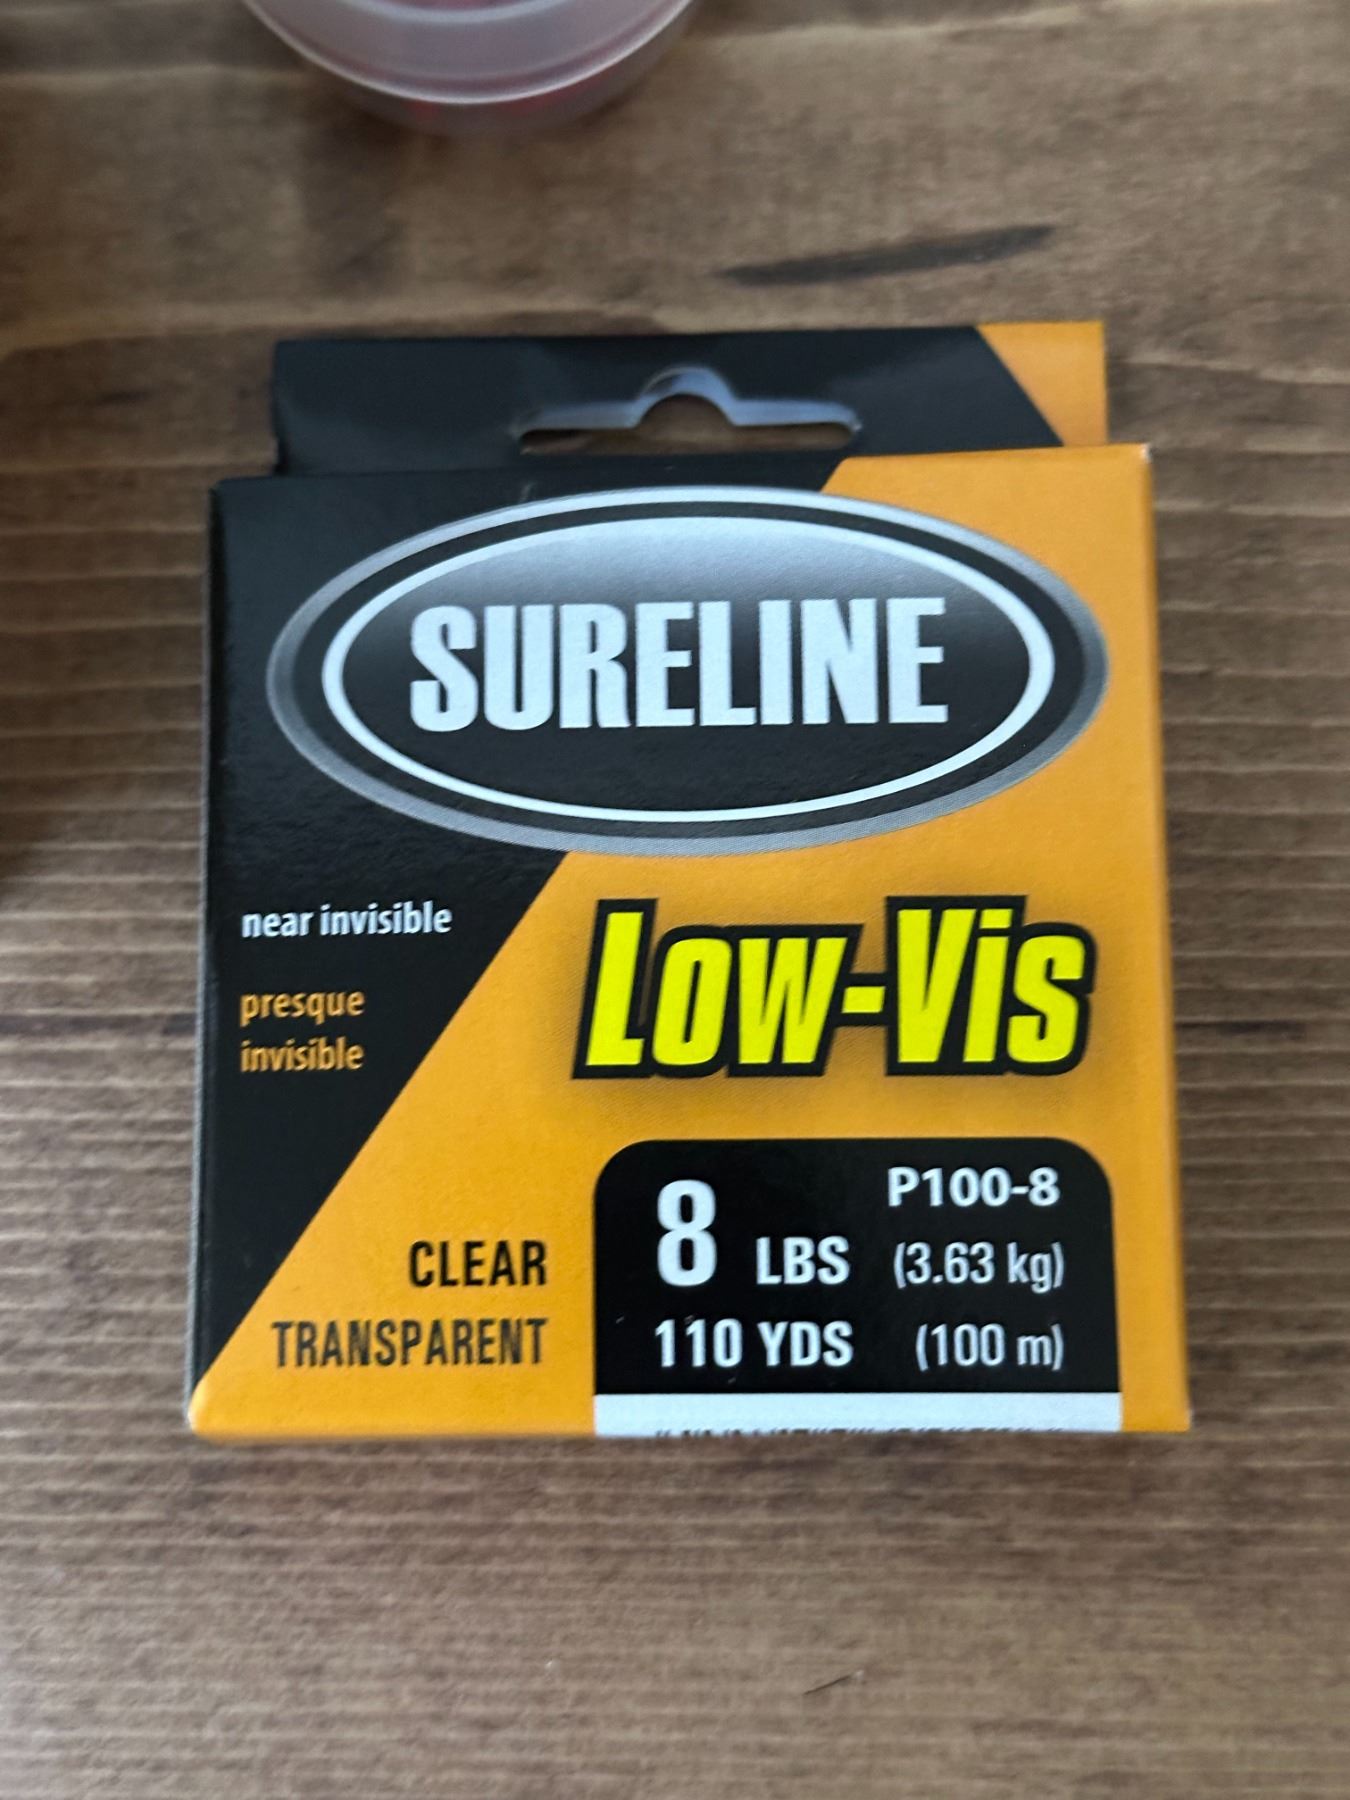 SURELINE
near invisible
presque
invisible
Low-Vis
CLEAR
TRANSPARENT
P100-8
8 LBS (3.63 kg)
110 YDS (100 m)